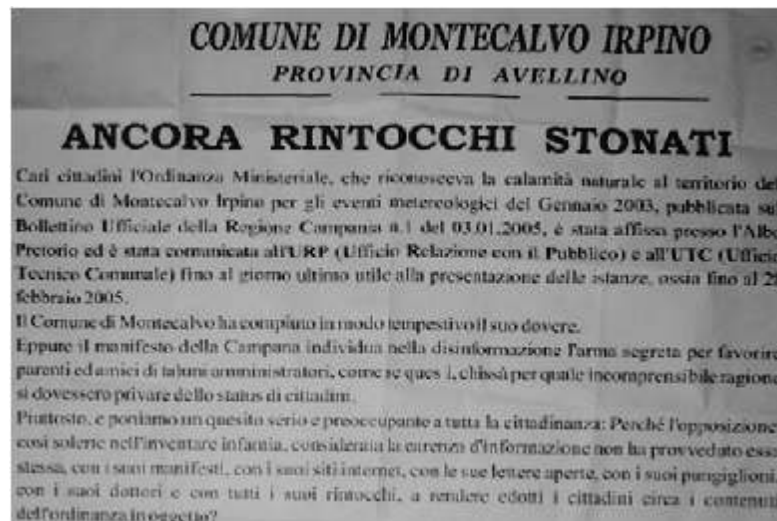 COMUNE DI MONTECALVO IRPINO
PROVINCIA DI AVELLINO
ANCORA RINTOCCHI STONATI
Cari cittadini l'Ordinanza Ministeriale, che riconosceva la calamità naturale al territorio del
Comune di Montecalvo Irpino per gli eventi metereologici del Gennaio 2003, pubblicata sul
Bollettino Ufficiale della Regione Campania n.1 del 03.01.2005, è stata affissa presso l'Albo
Pretorio ed è stata comunicata all'URP (Ufficio Relazione con il Pubblico) e all'UTC (Ufficio
Tecnico Comunale) fino al giorno ultimo utile alla presentazione delle istanze, ossia fino al
febbraio 2005.
Il Comune di Montecalvo ha compiuto in modo tempestivo il suo dovere.
Eppure il manifesto della Campana individua nella disinformazione l'arma segreta per favorire
parenti ed amici di taluni amministratori, come se ques i, chissà per quale incomprensibile ragione
si dovessero privare dello status di cittadini.
Piuttosto, e poniamo un quesito serio e preoccupante a tutta la cittadinanza: Perché l'opposizione
così solerte nell'inventare infamia, considerata la carenza d'informazione non ha provveduto essa
stessa, con i suoi manifesti, con i suoi siti internet, con le sue lettere aperte, con i suoi pungiglioni,
con i suoi dottori e con tutti i suoi rintocchi, a rendere edotti i cittadini circa i contenuti
dell'ordinanza in oggetto?